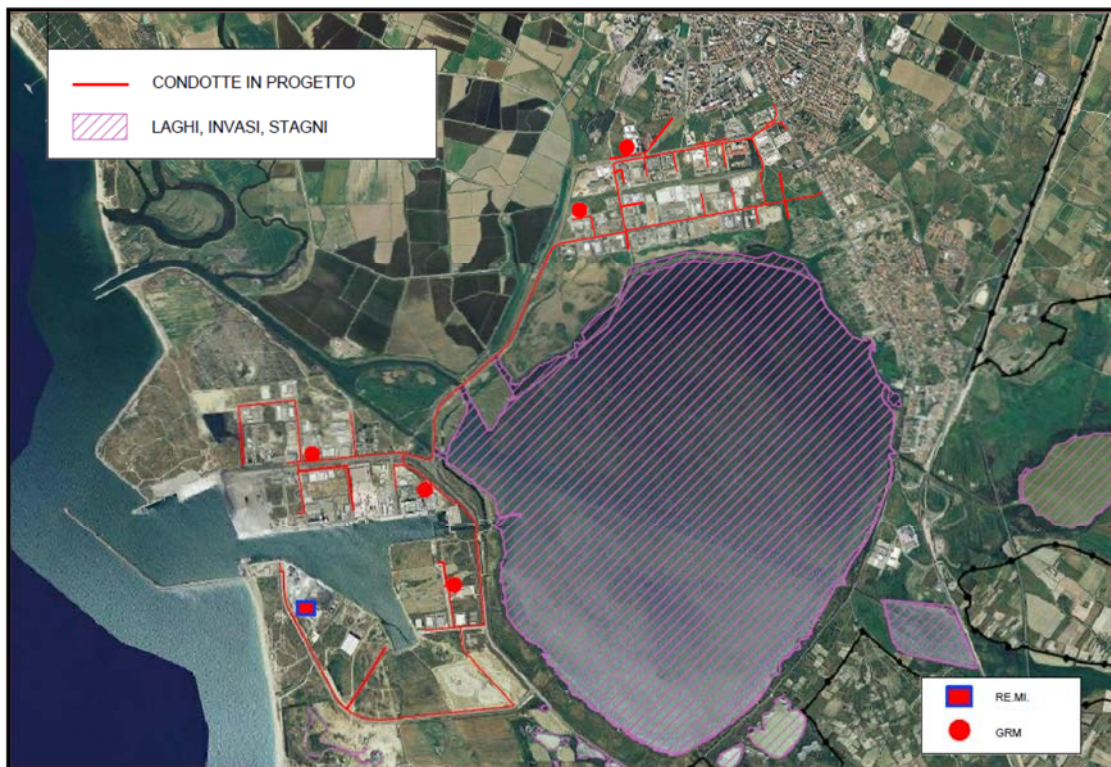 CONDOTTE IN PROGETTO
LAGHI, INVASI, STAGNI
RE.MI.
GRM